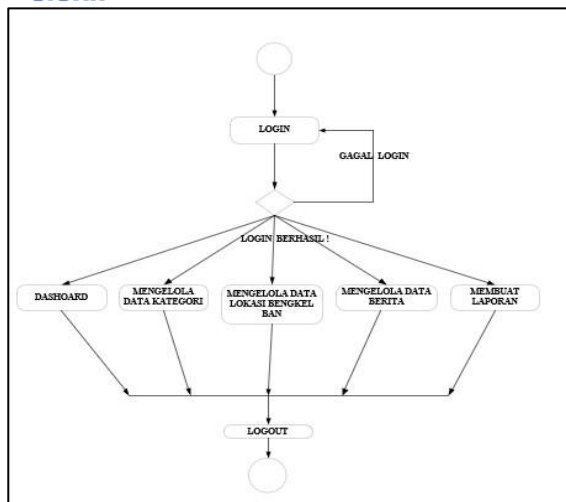 LOGIN
GAGAL LOGIN
LOGIN BERHASIL !
DASHOARD
MENGELOLA
DATA KATEGORI
MENGELOLA DATA
LOKASI BENGKEL
BAN
MENGELOLA DATA
BERITA
MEMBUAT
LAPORAN
LOGOUT